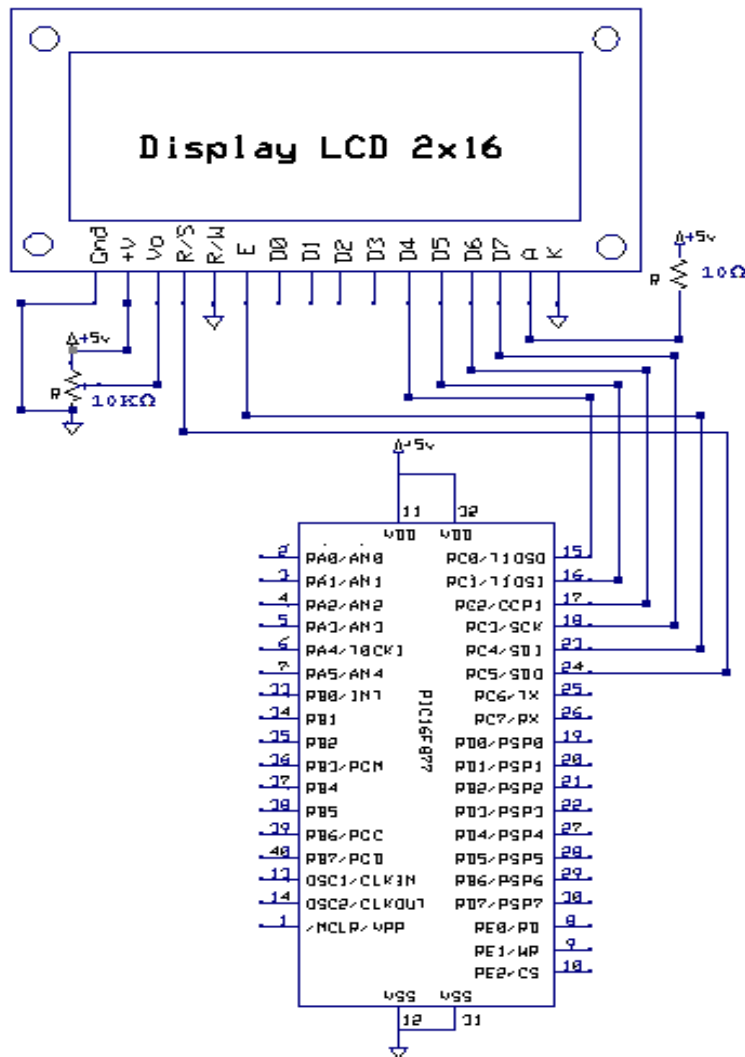 Display LCD 2x16
Gnd +V Vo R/S R/W E D0 D1 D2 D3 D4 D5 D6 D7 A K
+5v
R 10Ω
+5v
R 10KΩ
+5v
11 32
VDD VDD
2 RA0/AN0 RC0/T1OSO 15
3 RA1/AN1 RC1/T1OSI 16
4 RA2/AN2 RC2/CCP1 17
5 RA3/AN3 RC3/SCK 18
6 RA4/T0CKI RC4/SDI 23
7 RA5/AN4 RC5/SDO 24
33 RB0/INT RC6/TX 25
34 RB1 RC7/RX 26
35 RB2 RD0/PSP0 19
36 RB3/PGM RD1/PSP1 20
37 RB4 RB2/PSP2 21
38 RB5 RD3/PSP3 22
39 RB6/PGC RD4/PSP4 27
40 RB7/PGD RD5/PSP5 28
13 OSC1/CLKIN RB6/PSP6 29
14 OSC2/CLKOUT RD7/PSP7 30
1 /MCLR/VPP RE0/RD 8
RE1/WR 9
RE2/CS 10
PIC16F877
VSS VSS
12 31